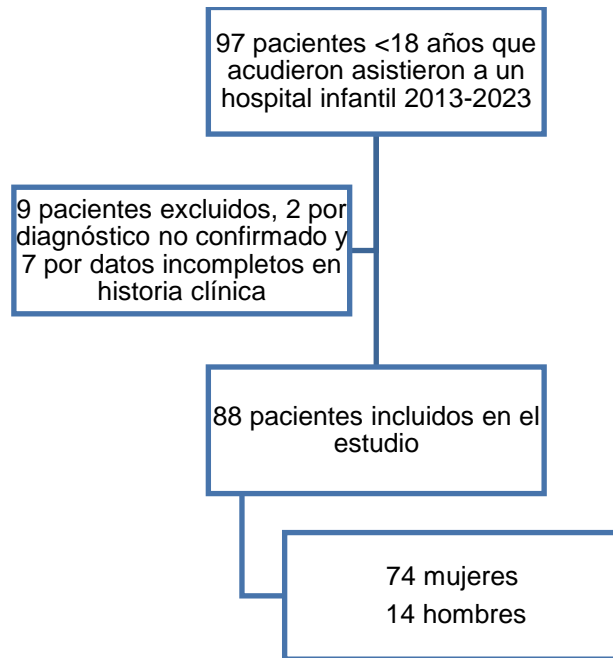 97 pacientes <18 años que
acudieron asistieron a un
hospital infantil 2013-2023
9 pacientes excluidos, 2 por
diagnóstico no confirmado y
7 por datos incompletos en
historia clínica
88 pacientes incluidos en el
estudio
74 mujeres
14 hombres